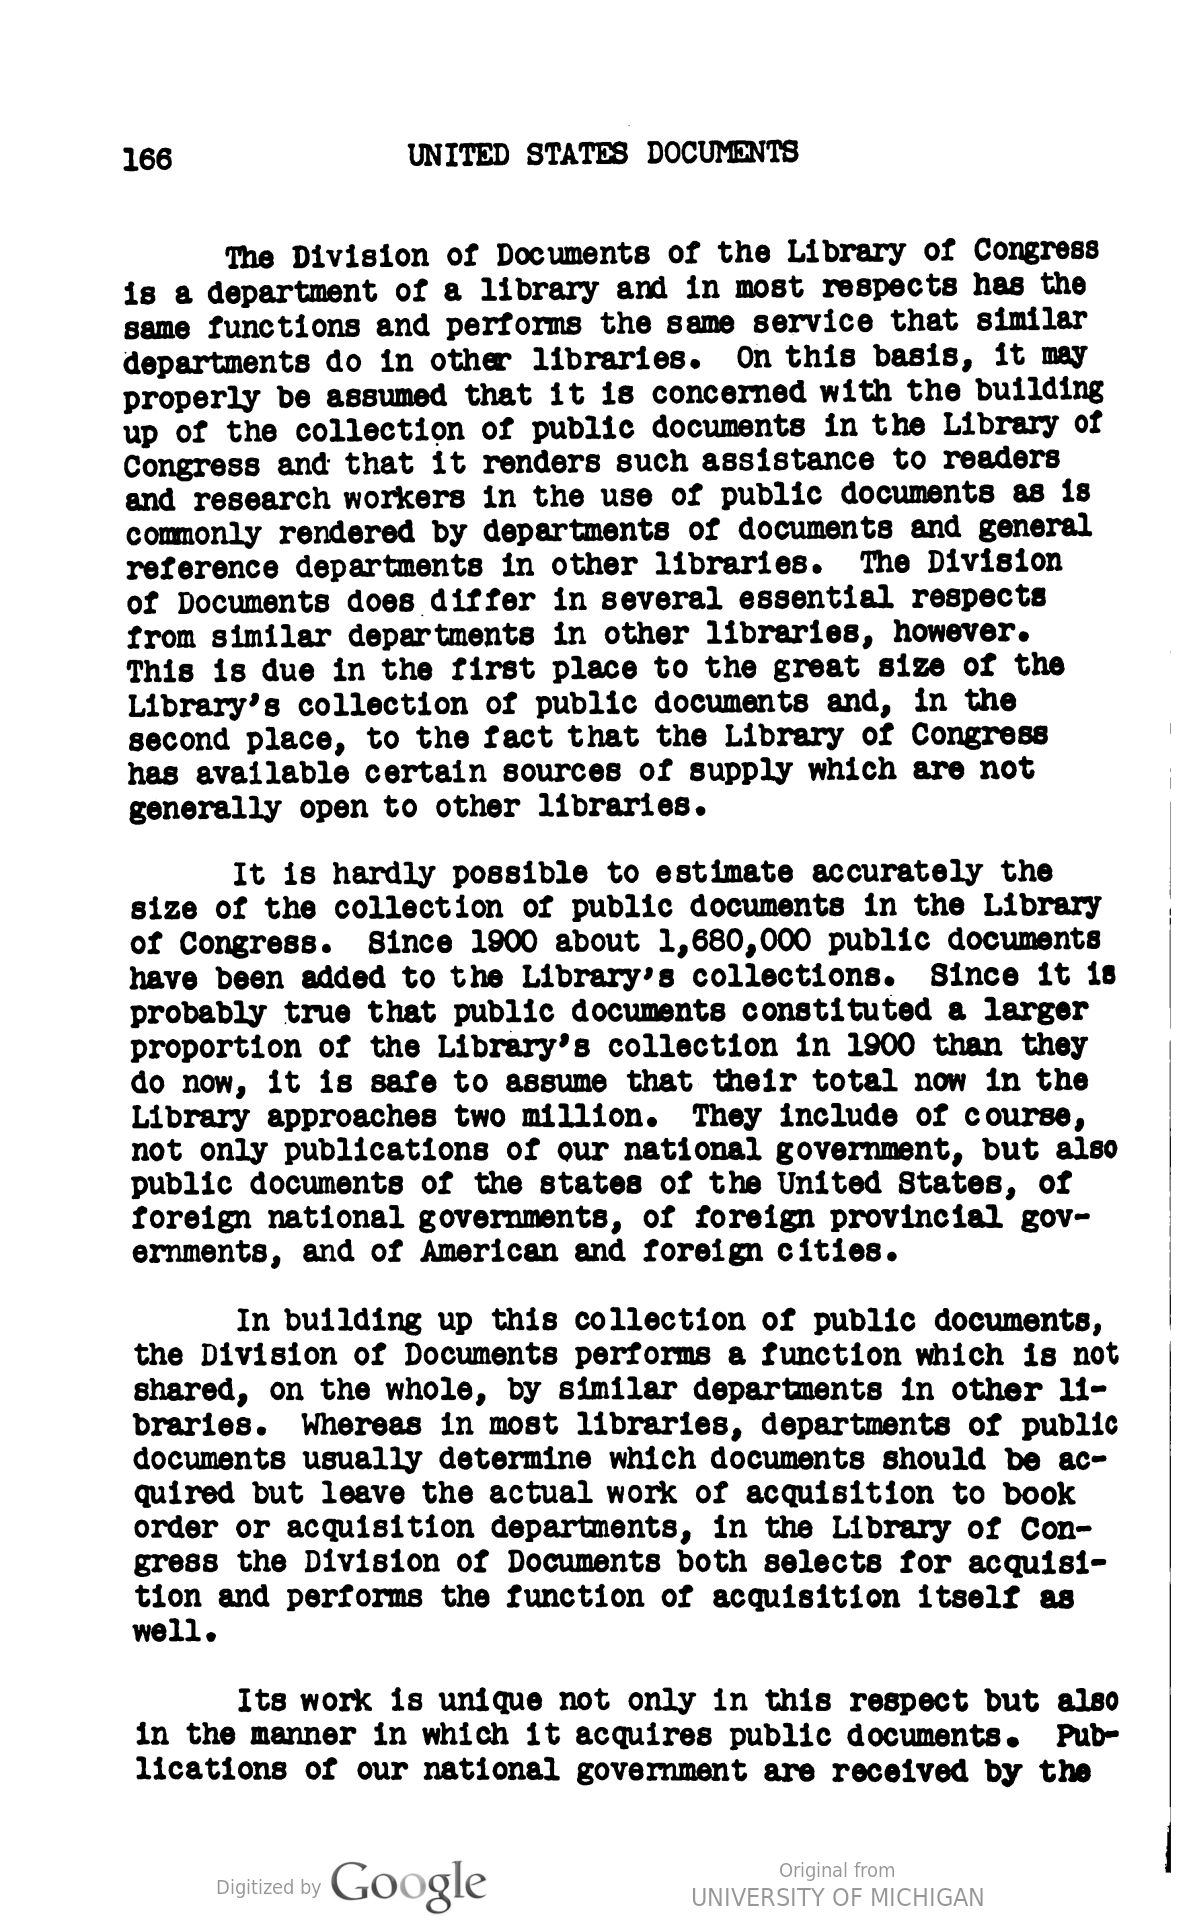 166
UNITED STATES DOCUMENTS
The Division of Documents of the Library of Congress
is a department of a library and in most respects has the
same functions and performs the same service that similar
departments do in other libraries. On this basis, it may
properly be assumed that it is concerned with the building
up of the collection of public documents in the Library of
Congress and that it renders such assistance to readers
and research workers in the use of public documents as is
commonly rendered by departments of documents and general
reference departments in other libraries. The Division
of Documents does differ in several essential respects
from similar departments in other libraries, however.
This is due in the first place to the great size of the
Library's collection of public documents and, in the
second place, to the fact that the Library of Congress
has available certain sources of supply which are not
generally open to other libraries.
It is hardly possible to estimate accurately the
size of the collection of public documents in the Library
of Congress. Since 1900 about 1,680,000 public documents
have been added to the Library's collections. Since it is
probably true that public documents constituted a larger
proportion of the Library's collection in 1900 than they
do now, it is safe to assume that their total now in the
Library approaches two million. They include of course,
not only publications of our national government, but also
public documents of the states of the United States, of
foreign national governments, of foreign provincial gov-
ernments, and of American and foreign cities.
In building up this collection of public documents,
the Division of Documents performs a function which is not
shared, on the whole, by similar departments in other li-
braries. Whereas in most libraries, departments of public
documents usually determine which documents should be ac-
quired but leave the actual work of acquisition to book
order or acquisition departments, in the Library of Con-
gress the Division of Documents both selects for acquisi-
tion and performs the function of acquisition itself as
well.
Its work is unique not only in this respect but also
in the manner in which it acquires public documents. Pub-
lications of our national government are received by the
Digitized by Google
Original from
UNIVERSITY OF MICHIGAN